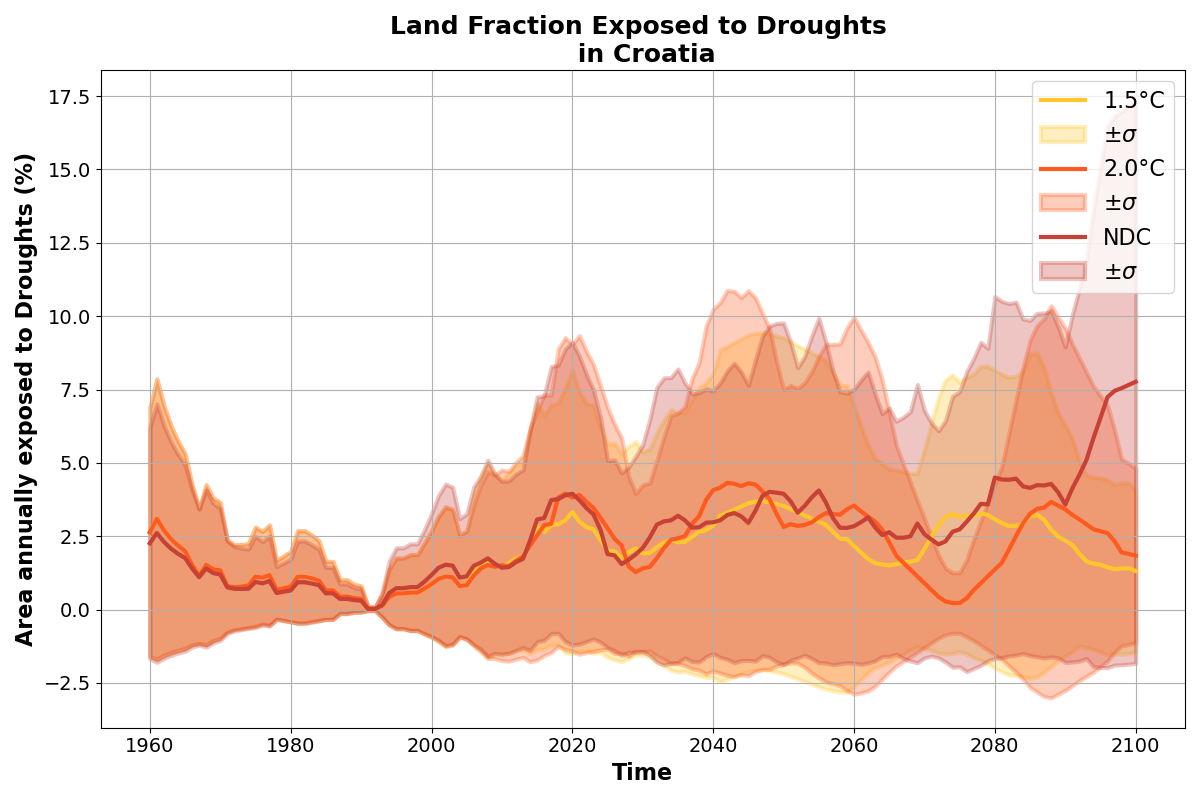 Land Fraction Exposed to Droughts
in Croatia
Area annually exposed to Droughts (%)
17.5
15.0
12.5
10.0
7.5
5.0
2.5
0.0
−2.5
1.5°C
±σ
2.0°C
±σ
NDC
±σ
1960
1980
2000
2020
2040
2060
2080
2100
Time